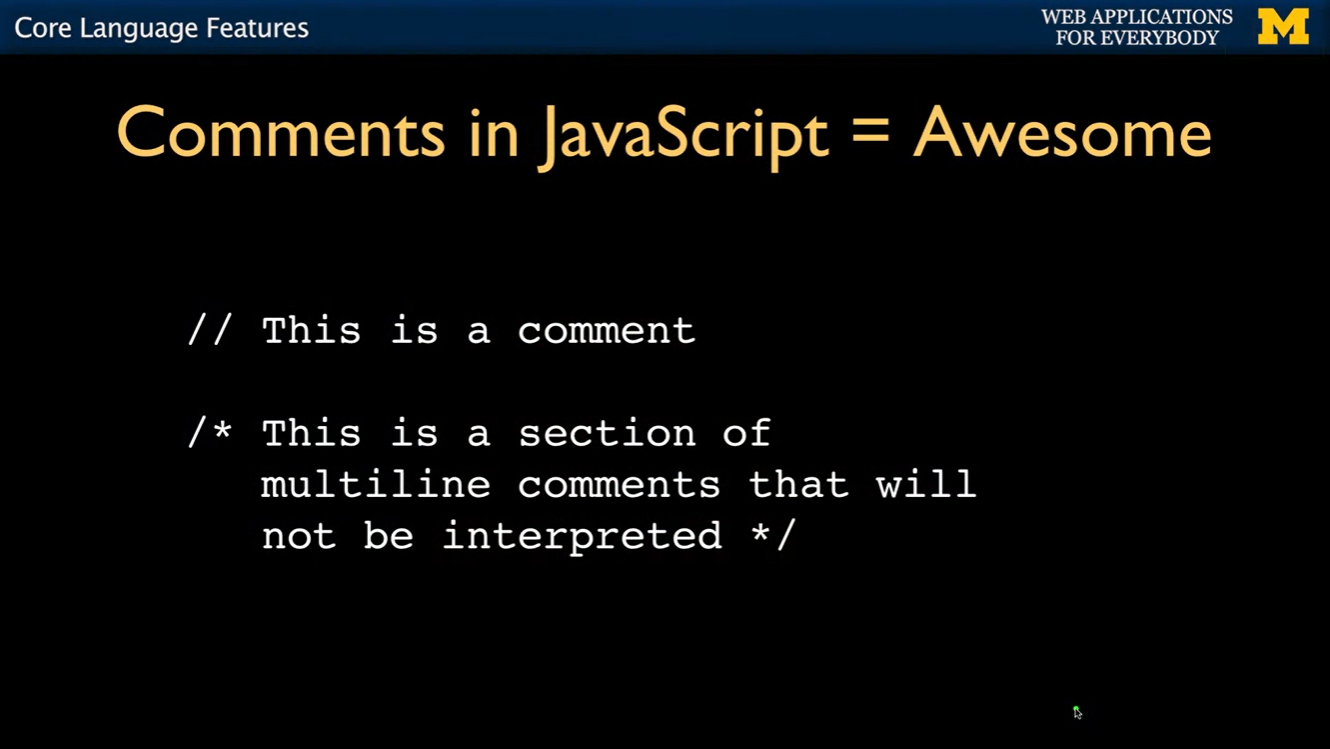 Core Language Features
WEB APPLICATIONS
FOR EVERYBODY
M
Comments in JavaScript = Awesome
// This is a comment
/* This is a section of
multiline comments that will
not be interpreted */